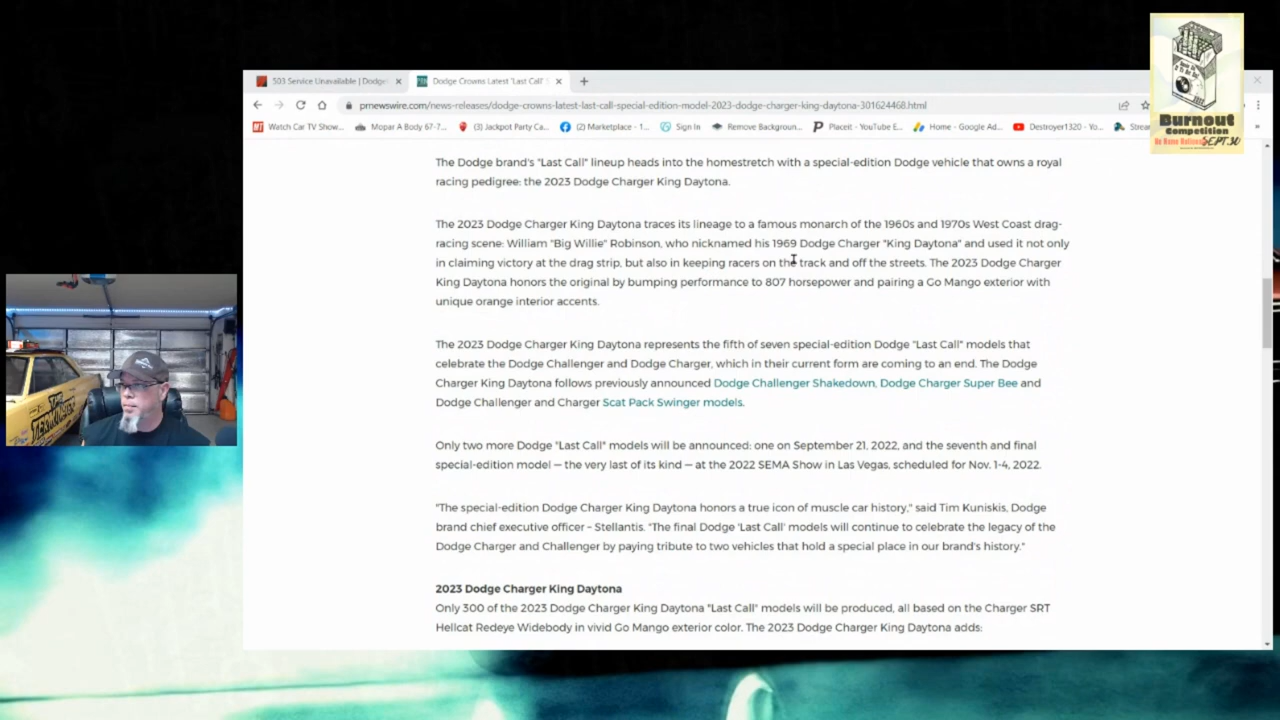 503 Service Unavailable | Dodge
Dodge Crowns Latest 'Last Call' S
prnewswire.com/news-releases/dodge-crowns-latest-last-call-special-edition-model-2023-dodge-charger-king-daytona-301624468.html
Watch Car TV Show...
Mopar A Body 67-7...
(3) Jackpot Party Ca...
(2) Marketplace - 1...
Sign In
Remove Backgroun...
Placeit - YouTube E...
Home - Google Ad...
Destroyer1320 - Yo...
Strea
Burnout
Competition
SEPT.30
The Dodge brand's "Last Call" lineup heads into the homestretch with a special-edition Dodge vehicle that owns a royal
racing pedigree: the 2023 Dodge Charger King Daytona.
The 2023 Dodge Charger King Daytona traces its lineage to a famous monarch of the 1960s and 1970s West Coast drag-
racing scene: William "Big Willie" Robinson, who nicknamed his 1969 Dodge Charger "King Daytona" and used it not only
in claiming victory at the drag strip, but also in keeping racers on the track and off the streets. The 2023 Dodge Charger
King Daytona honors the original by bumping performance to 807 horsepower and pairing a Go Mango exterior with
unique orange interior accents.
The 2023 Dodge Charger King Daytona represents the fifth of seven special-edition Dodge "Last Call" models that
celebrate the Dodge Challenger and Dodge Charger, which in their current form are coming to an end. The Dodge
Charger King Daytona follows previously announced Dodge Challenger Shakedown, Dodge Charger Super Bee and
Dodge Challenger and Charger Scat Pack Swinger models.
Only two more Dodge "Last Call" models will be announced: one on September 21, 2022, and the seventh and final
special-edition model — the very last of its kind — at the 2022 SEMA Show in Las Vegas, scheduled for Nov. 1-4, 2022.
"The special-edition Dodge Charger King Daytona honors a true icon of muscle car history," said Tim Kuniskis, Dodge
brand chief executive officer – Stellantis. "The final Dodge 'Last Call' models will continue to celebrate the legacy of the
Dodge Charger and Challenger by paying tribute to two vehicles that hold a special place in our brand's history."
2023 Dodge Charger King Daytona
Only 300 of the 2023 Dodge Charger King Daytona "Last Call" models will be produced, all based on the Charger SRT
Hellcat Redeye Widebody in vivid Go Mango exterior color. The 2023 Dodge Charger King Daytona adds: